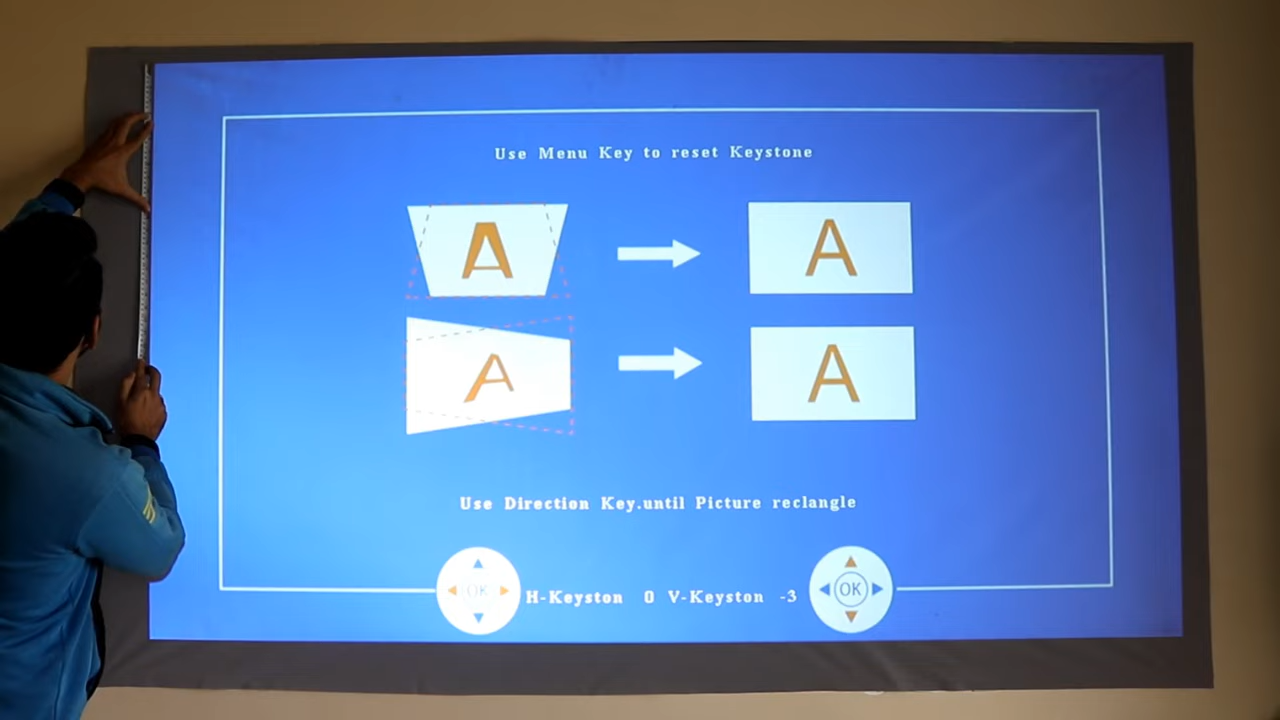 Use Menu Key to reset Keystone
A A
A A
Use Direction Key.until Picture reclangle
OK H-Keyston 0 V-Keyston -3 OK